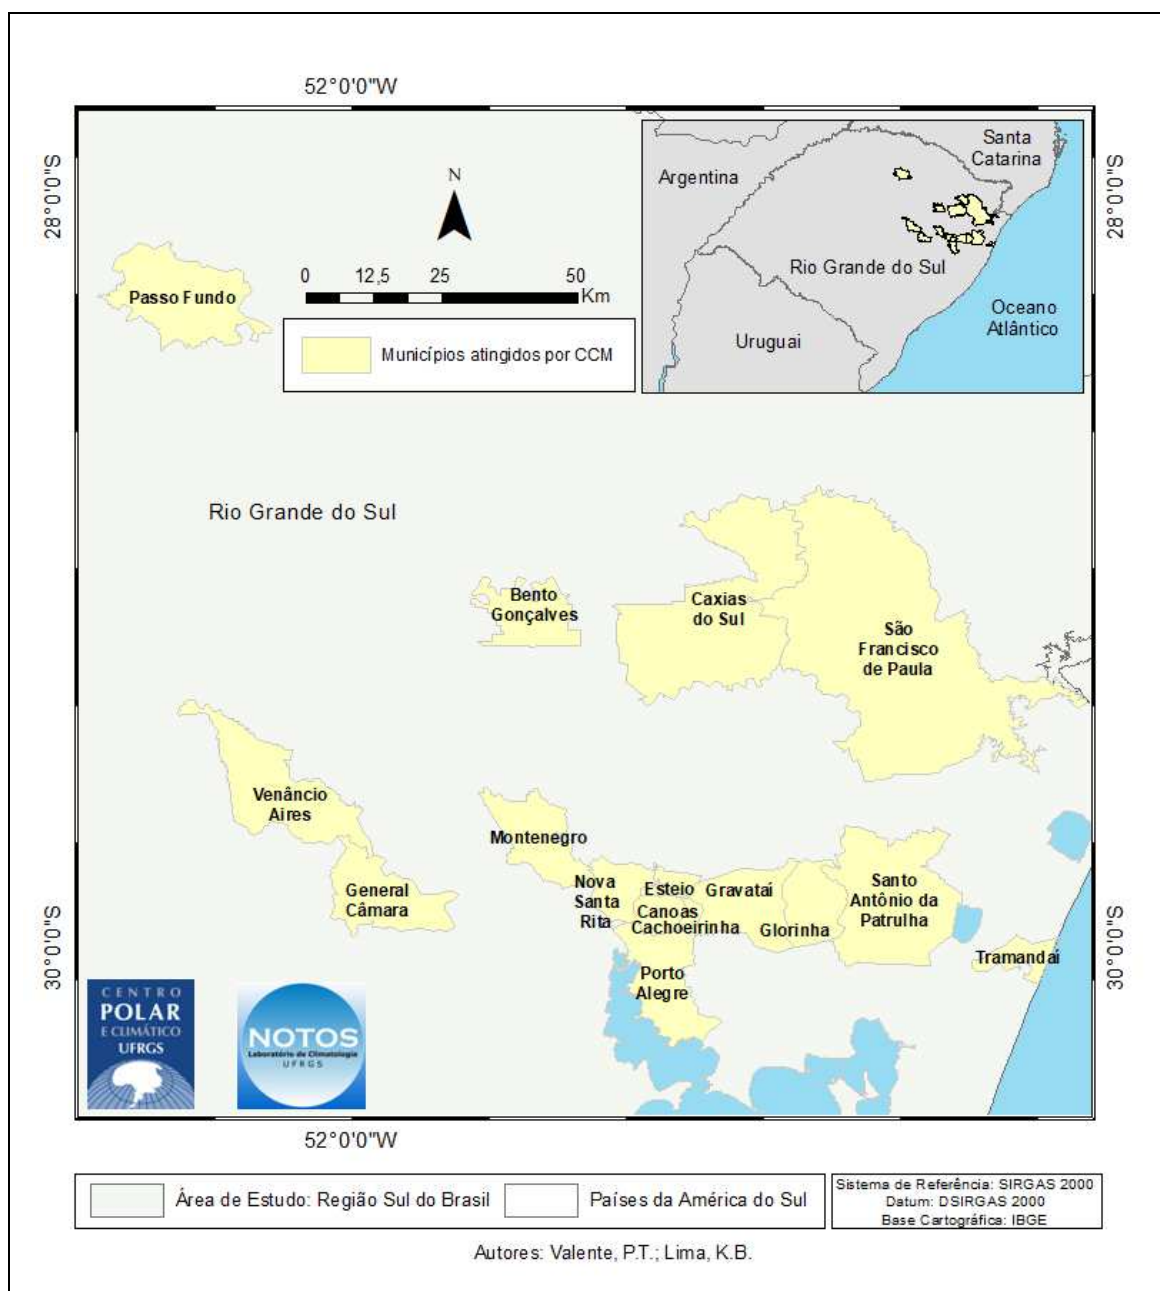 52°0'0"W
28°0'0"S
28°0'0"S
N
0 12,5 25 50
Km
Municípios atingidos por CCM
Santa
Catarina
Argentina
Rio Grande do Sul
Oceano
Atlântico
Uruguai
Passo Fundo
Rio Grande do Sul
Bento
Gonçalves
Caxias
do Sul
São
Francisco
de Paula
Venâncio
Aires
Montenegro
General
Câmara
Nova
Santa
Rita
Esteio
Canoas
Cachoeirinha
Gravataí
Glorinha
Santo
Antônio da
Patrulha
Tramandaí
Porto
Alegre
30°0'0"S
30°0'0"S
CENTRO
POLAR
E CLIMÁTICO
UFRGS
NOTOS
Laboratório de Climatologia
UFRGS
52°0'0"W
Área de Estudo: Região Sul do Brasil
Países da América do Sul
Sistema de Referência: SIRGAS 2000
Datum: DSIRGAS 2000
Base Cartográfica: IBGE
Autores: Valente, P.T.; Lima, K.B.